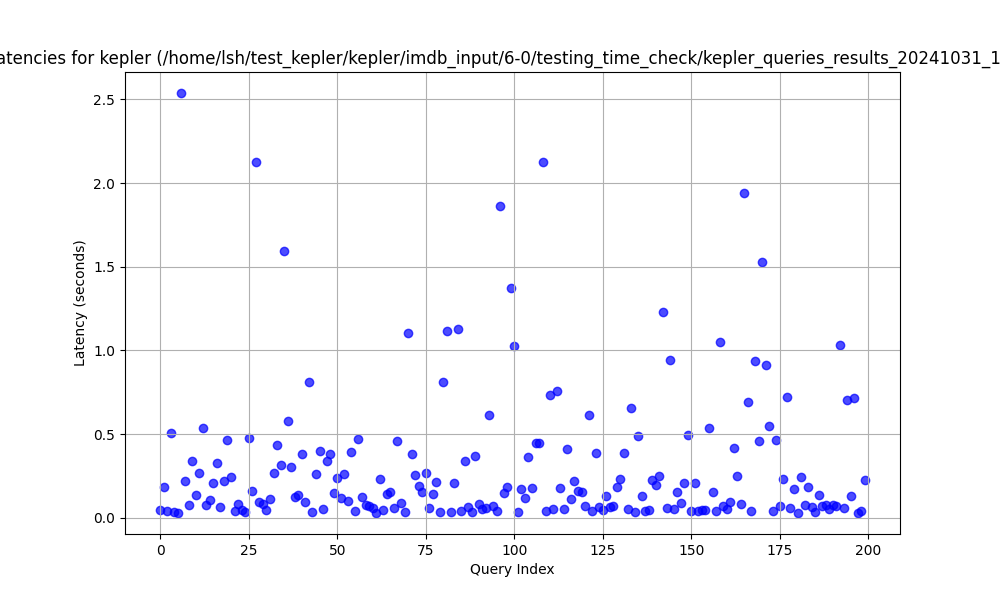 atencies for kepler (/home/lsh/test_kepler/kepler/imdb_input/6-0/testing_time_check/kepler_queries_results_20241031_1
2.5
2.0
1.5
1.0
0.5
0.0
Latency (seconds)
0 25 50 75 100 125 150 175 200
Query Index